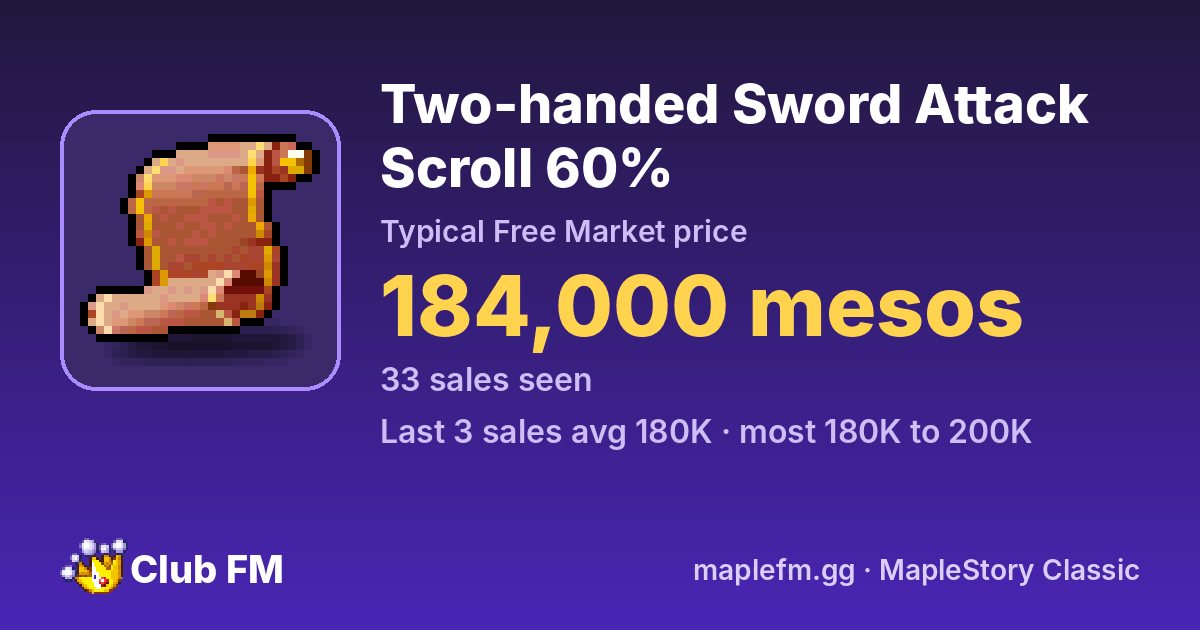 Two-handed Sword Attack
Scroll 60%
Typical Free Market price
184,000 mesos
33 sales seen
Last 3 sales avg 180K · most 180K to 200K
Club FM
maplefm.gg · MapleStory Classic